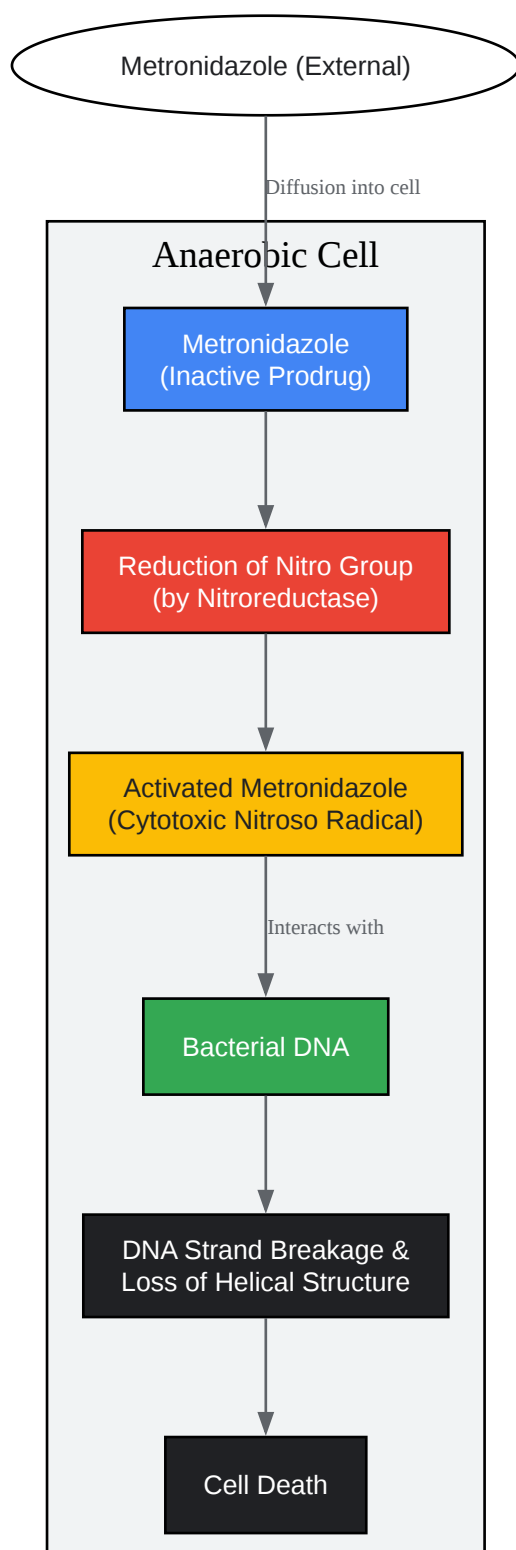 Metronidazole (External)
Diffusion into cell
Anaerobic Cell
Metronidazole
(Inactive Prodrug)
Reduction of Nitro Group
(by Nitroreductase)
Activated Metronidazole
(Cytotoxic Nitroso Radical)
Interacts with
Bacterial DNA
DNA Strand Breakage &
Loss of Helical Structure
Cell Death